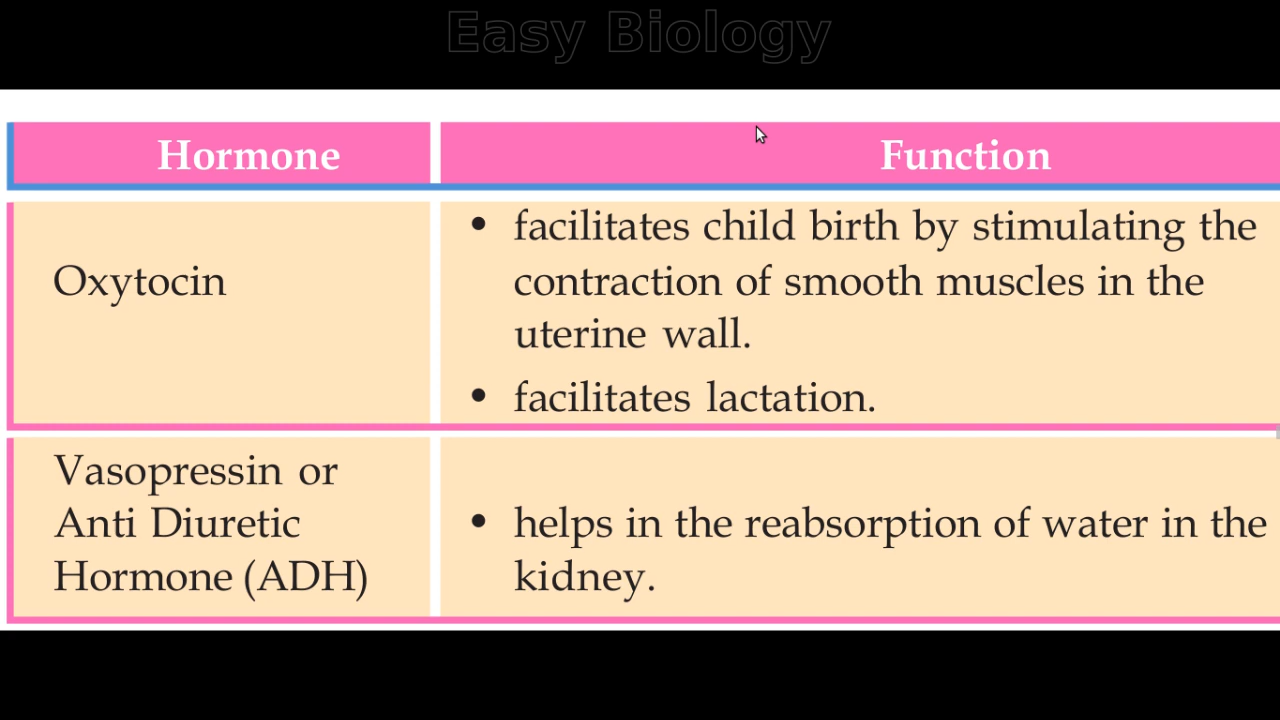 Easy Biology
Hormone
Function
Oxytocin
• facilitates child birth by stimulating the
contraction of smooth muscles in the
uterine wall.
• facilitates lactation.
Vasopressin or
Anti Diuretic
Hormone (ADH)
• helps in the reabsorption of water in the
kidney.